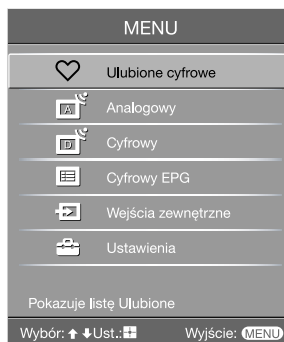 MENU
Ulubione cyfrowe
A Analogowy
D Cyfrowy
Cyfrowy EPG
Wejścia zewnętrzne
Ustawienia
Pokazuje listę Ulubione
Wybór: Ust.: Wyjście: MENU